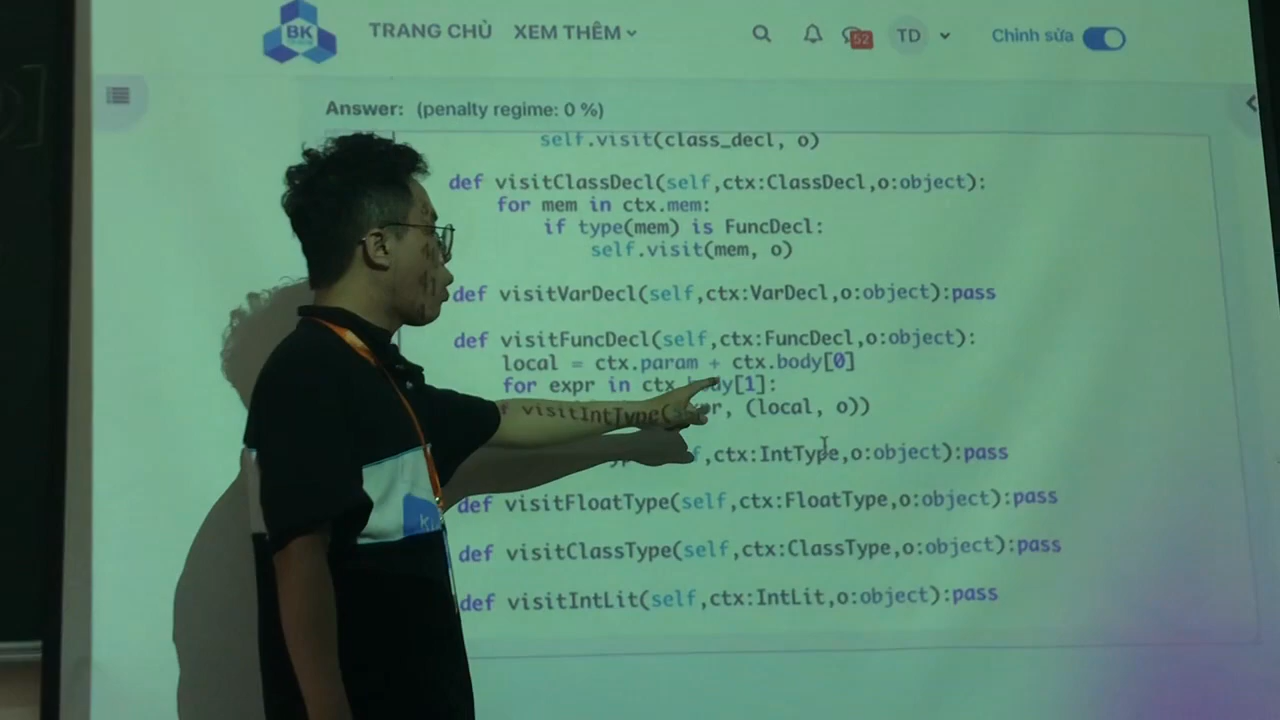 BK
TRANG CHỦ XEM THÊM
52
TD
Chỉnh sửa
Answer: (penalty regime: 0 %)
self.visit(class_decl, o)
def visitClassDecl(self,ctx:ClassDecl,o:object):
for mem in ctx.mem:
if type(mem) is FuncDecl:
self.visit(mem, o)
def visitVarDecl(self,ctx:VarDecl,o:object):pass
def visitFuncDecl(self,ctx:FuncDecl,o:object):
local = ctx.param + ctx.body[0]
for expr in ctx.body[1]:
(local, o))
visitIntType(
,ctx:IntType,o:object):pass
def visitFloatType(self,ctx:FloatType,o:object):pass
def visitClassType(self,ctx:ClassType,o:object):pass
def visitIntLit(self,ctx:IntLit,o:object):pass